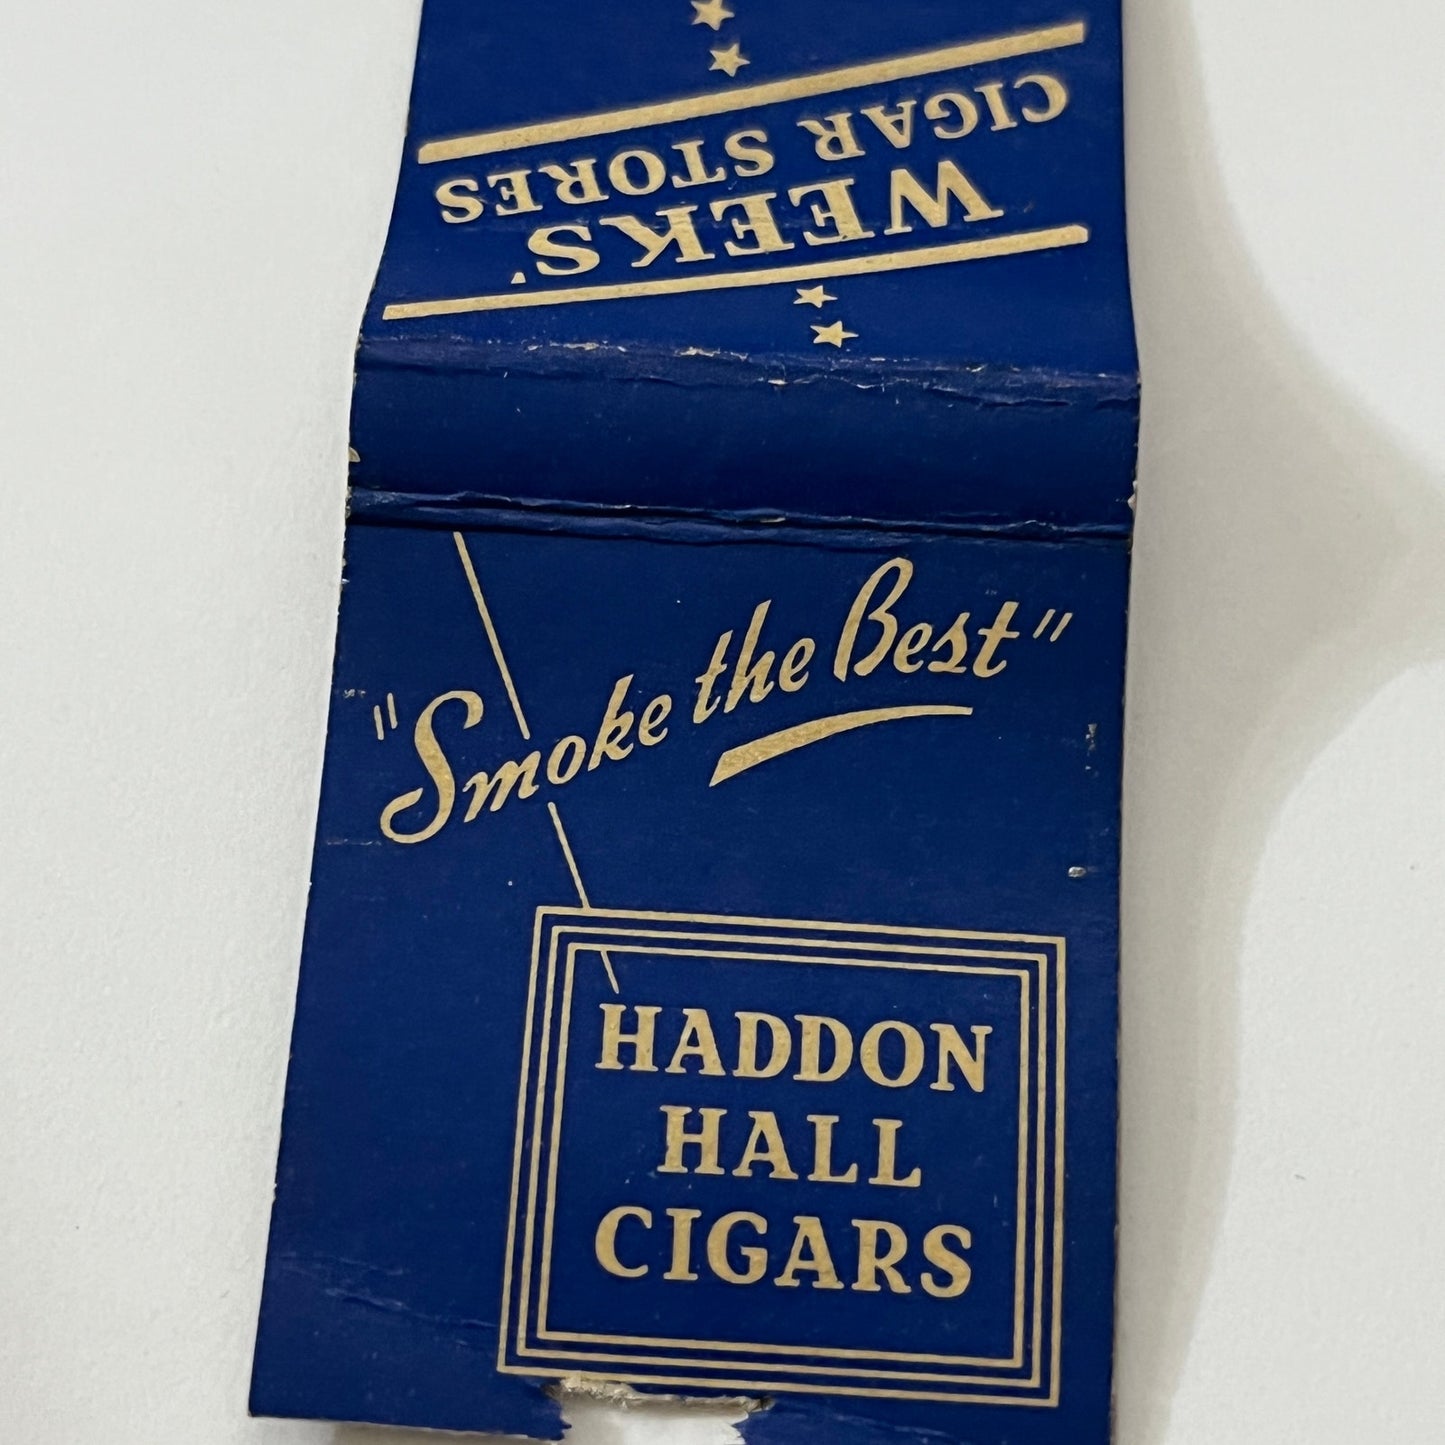 WEEKS'
CIGAR STORES
"Smoke the Best"
HADDON
HALL
CIGARS